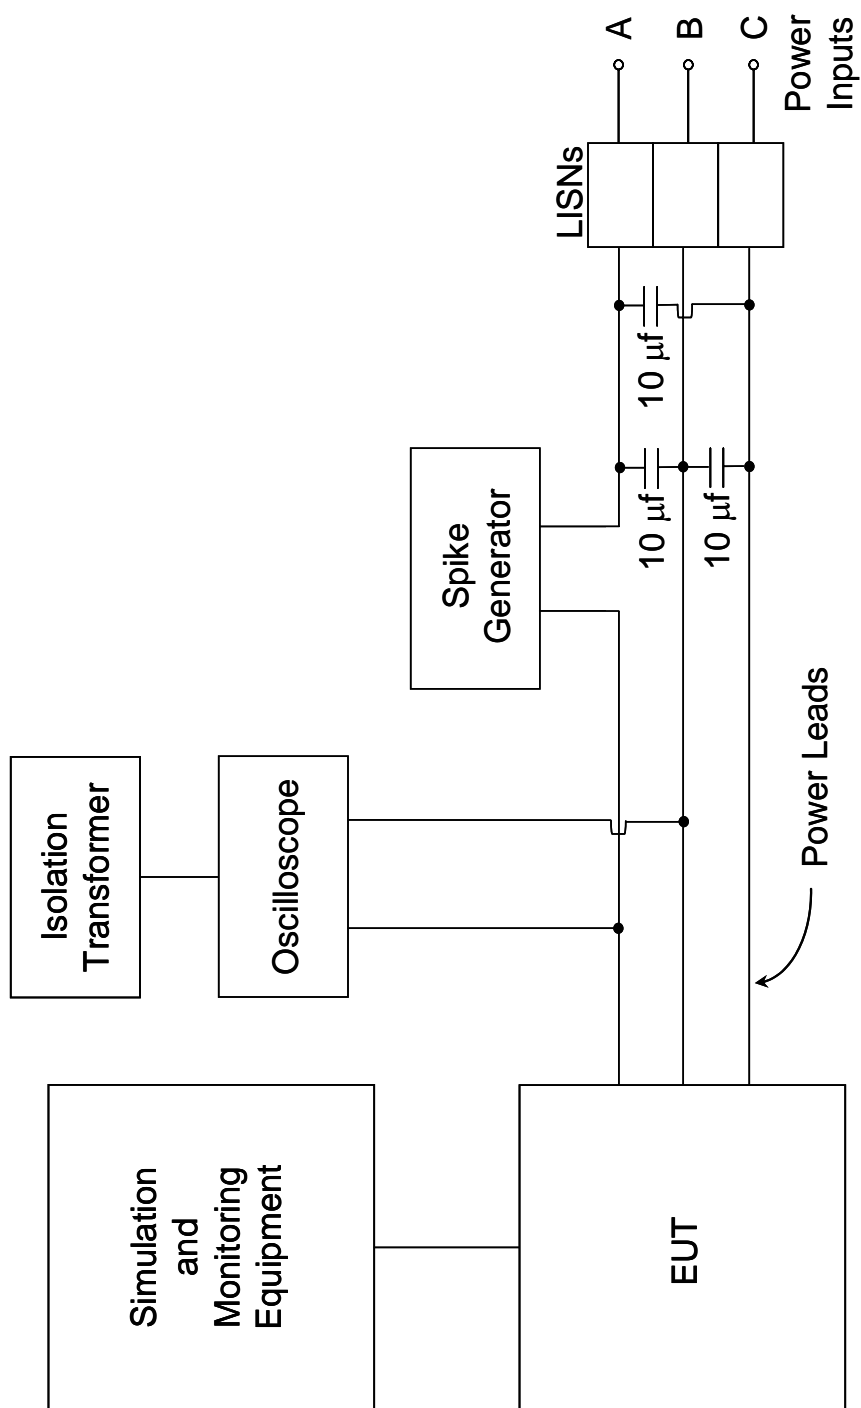 Simulation
and
Monitoring
Equipment
Isolation
Transformer
Oscilloscope
Spike
Generator
EUT
Power Leads
10 µf
10 µf
10 µf
LISNs
A
B
C
Power
Inputs